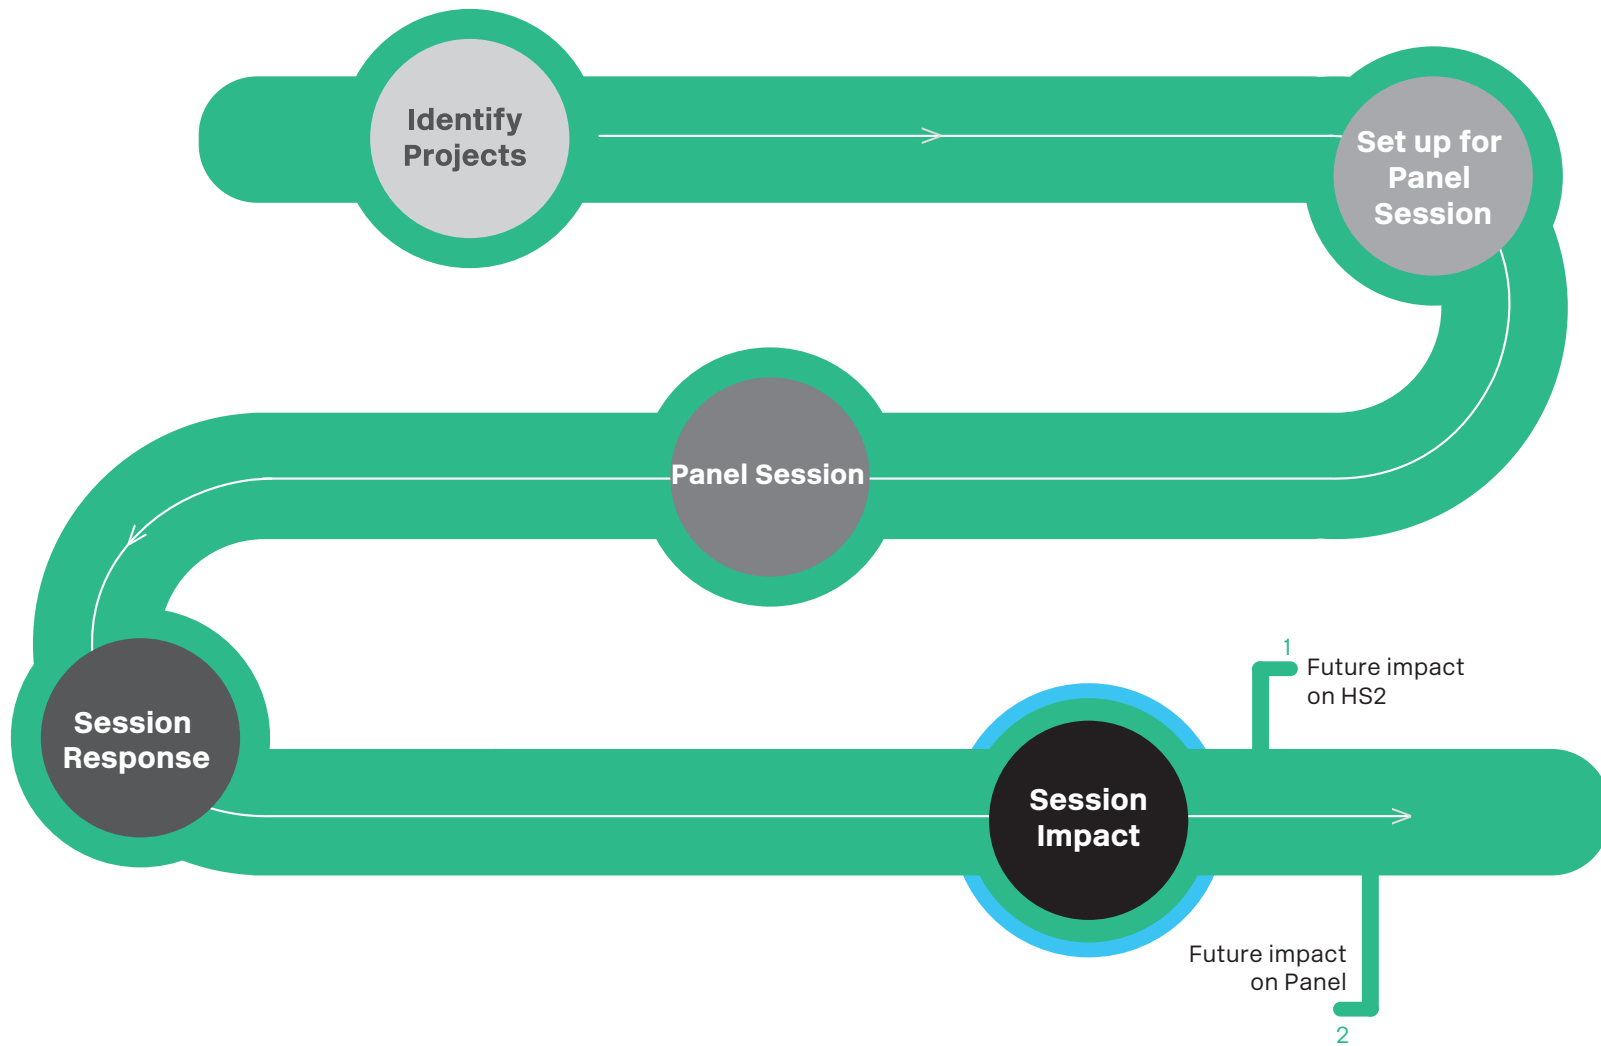 Identify
Projects
Set up for
Panel
Session
Panel Session
Session
Response
Session
Impact
1
Future impact
on HS2
Future impact
on Panel
2